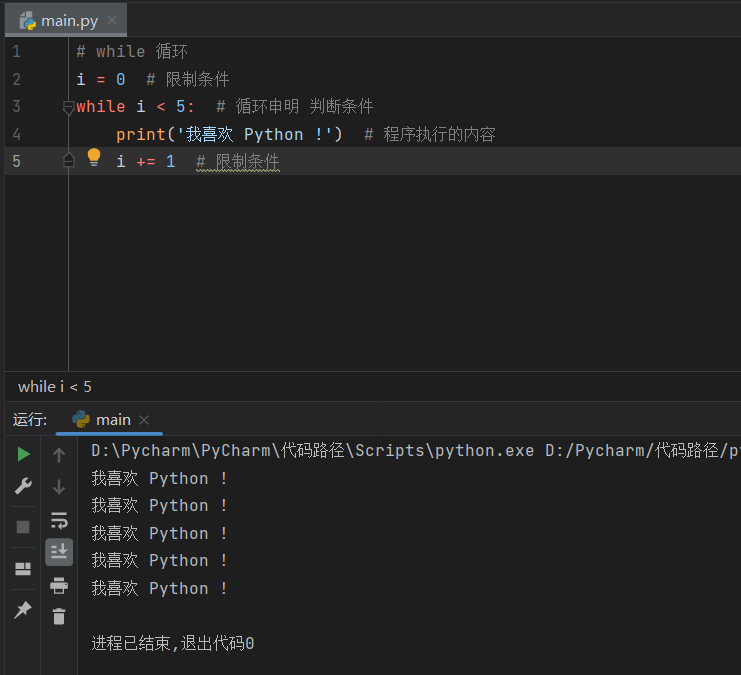 main.py
1 # while 循环
2 i = 0  # 限制条件
3 while i < 5:  # 循环申明 判断条件
4     print('我喜欢 Python !')  # 程序执行的内容
5     i += 1  # 限制条件
while i < 5
运行: main
D:\Pycharm\PyCharm\代码路径\Scripts\python.exe D:/Pycharm/代码路径/
我喜欢 Python !
我喜欢 Python !
我喜欢 Python !
我喜欢 Python !
我喜欢 Python !
进程已结束,退出代码0